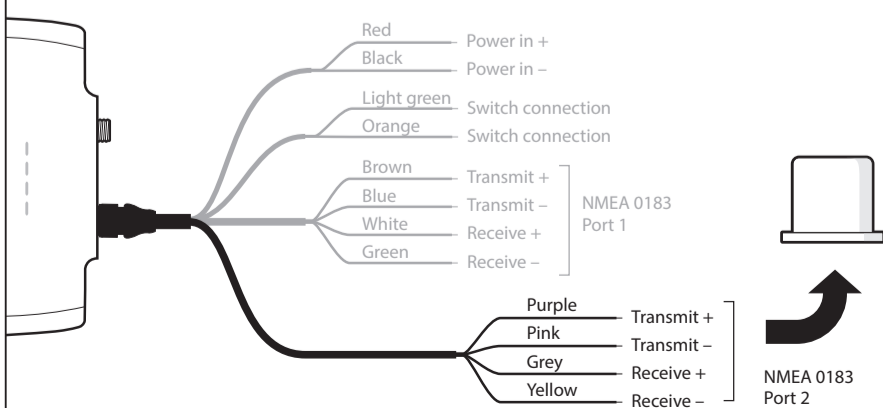 Red
Power in +
Black
Power in –
Light green
Switch connection
Orange
Switch connection
Brown
Transmit +
Blue
Transmit –
White
Receive +
Green
Receive –
NMEA 0183
Port 1
Purple
Transmit +
Pink
Transmit –
Grey
Receive +
Yellow
Receive –
NMEA 0183
Port 2